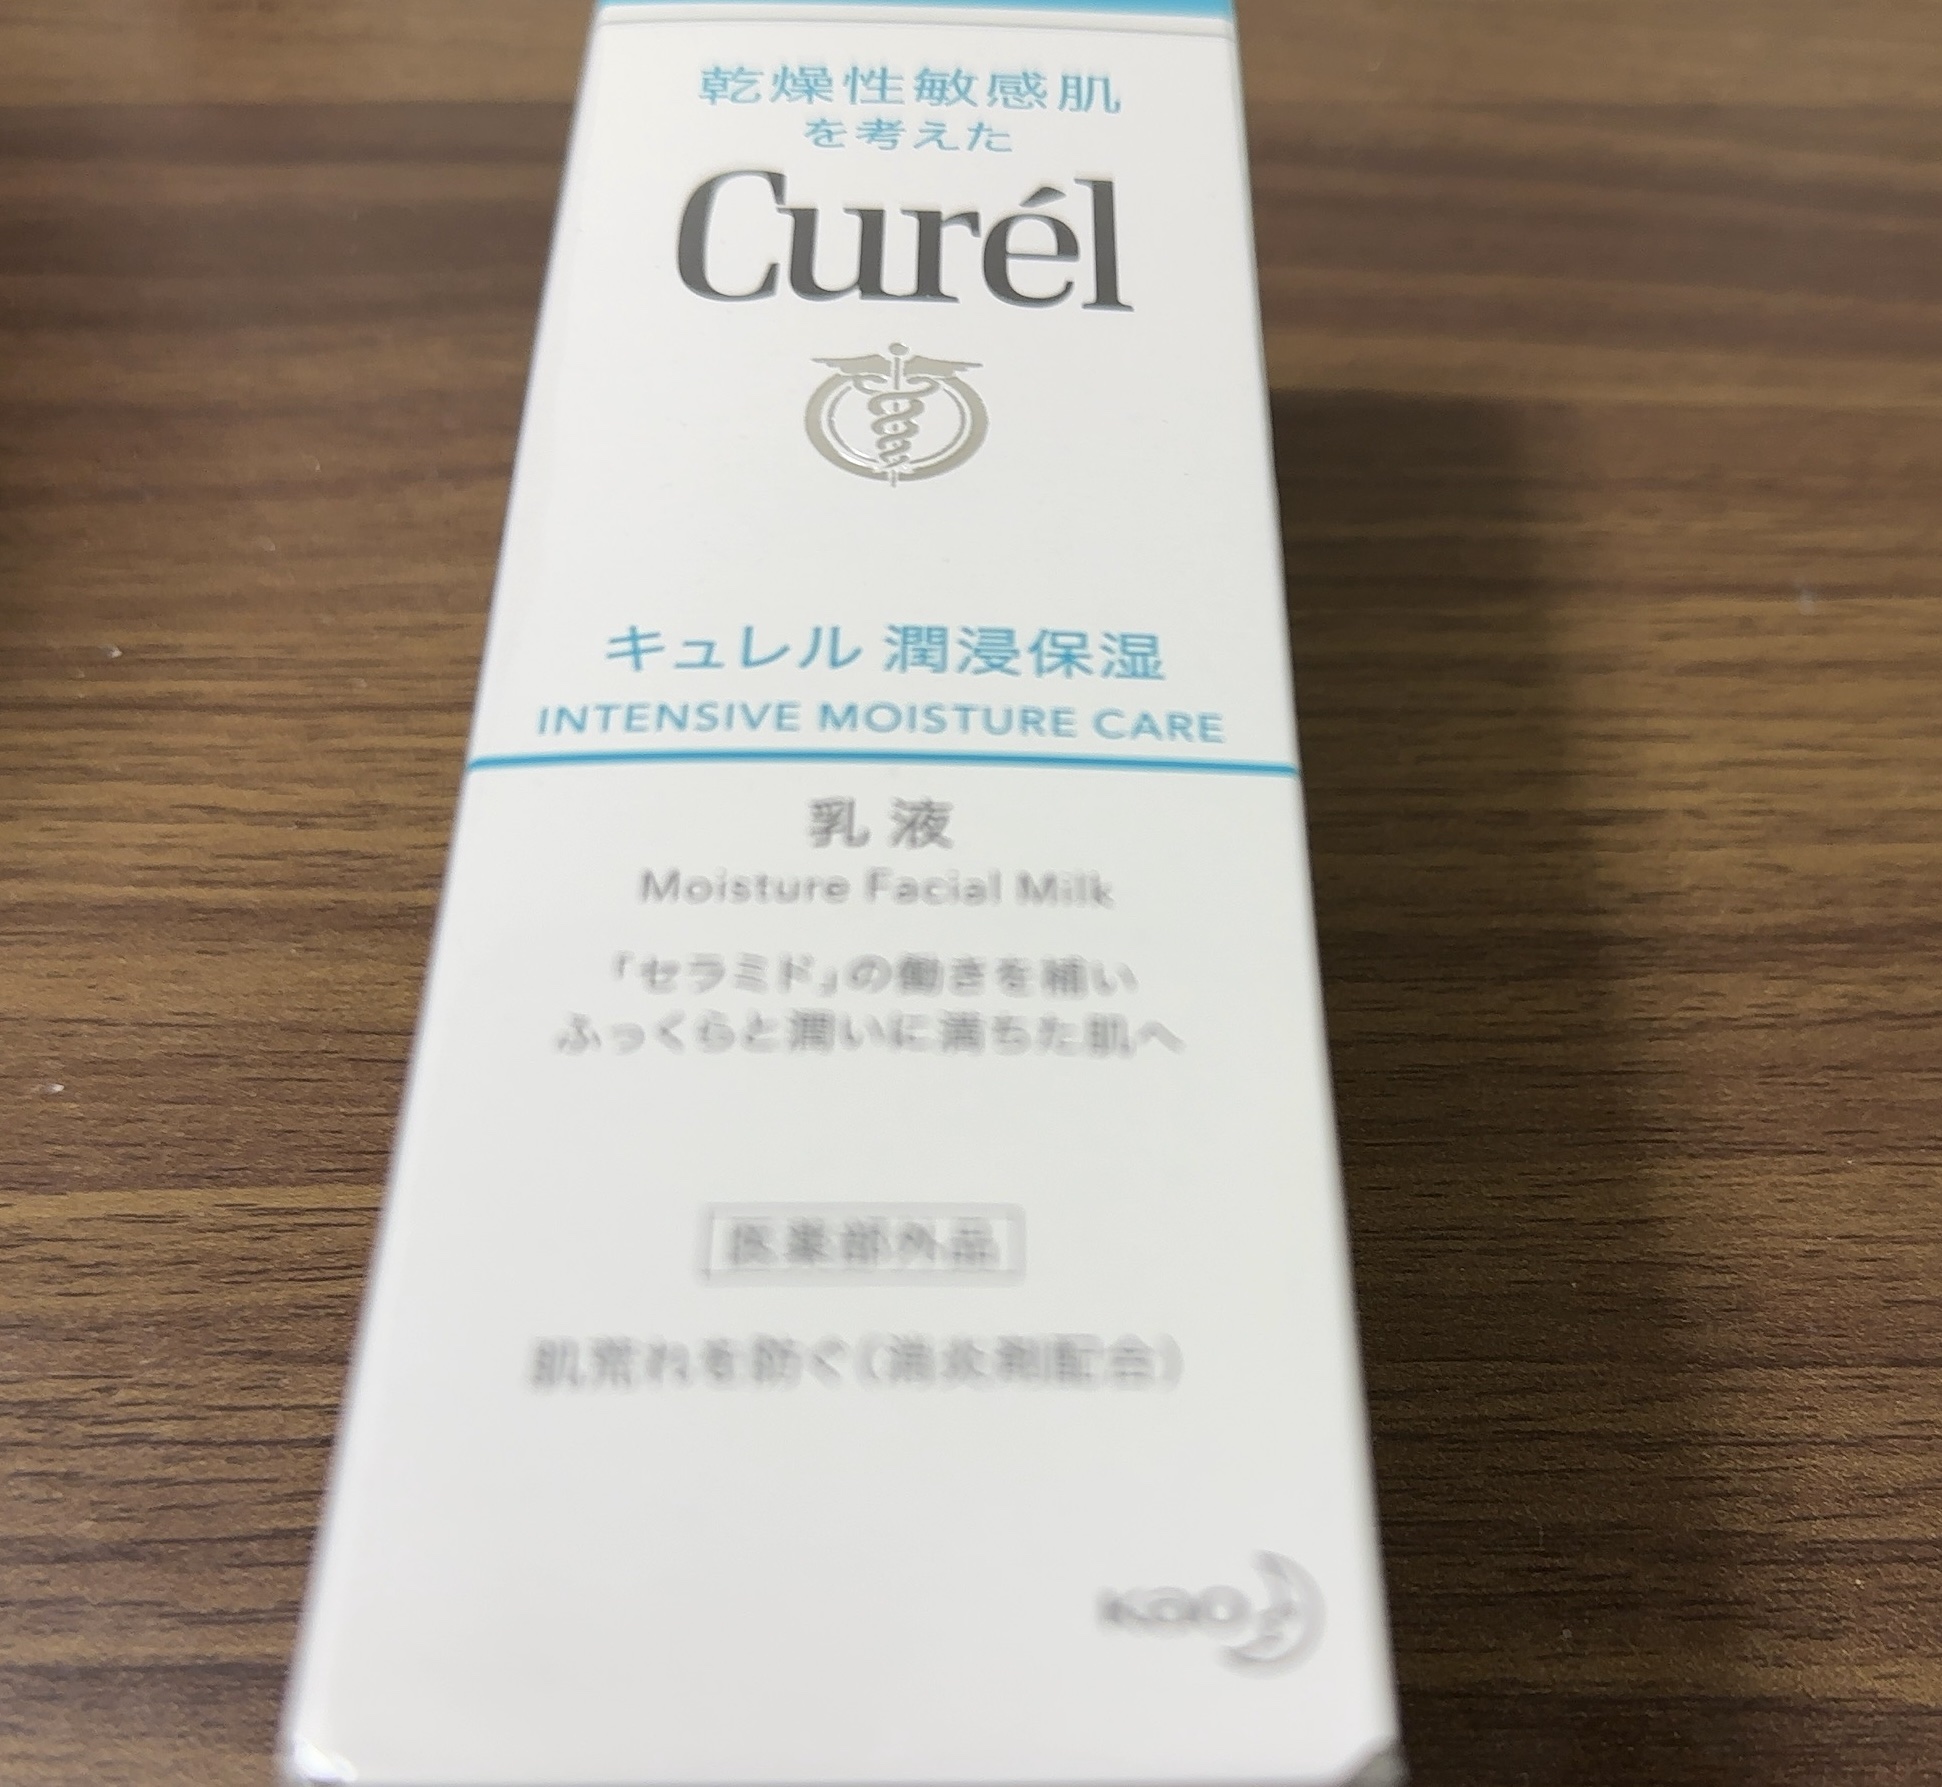 乾燥性敏感肌
を考えた
Curél
キュレル 潤浸保湿
INTENSIVE MOISTURE CARE
乳液
Moisture Facial Milk
「セラミド」の働きを補い
ふっくらと潤いに満ちた肌へ
医薬部外品
肌荒れを防ぐ(消炎剤配合)
Kao